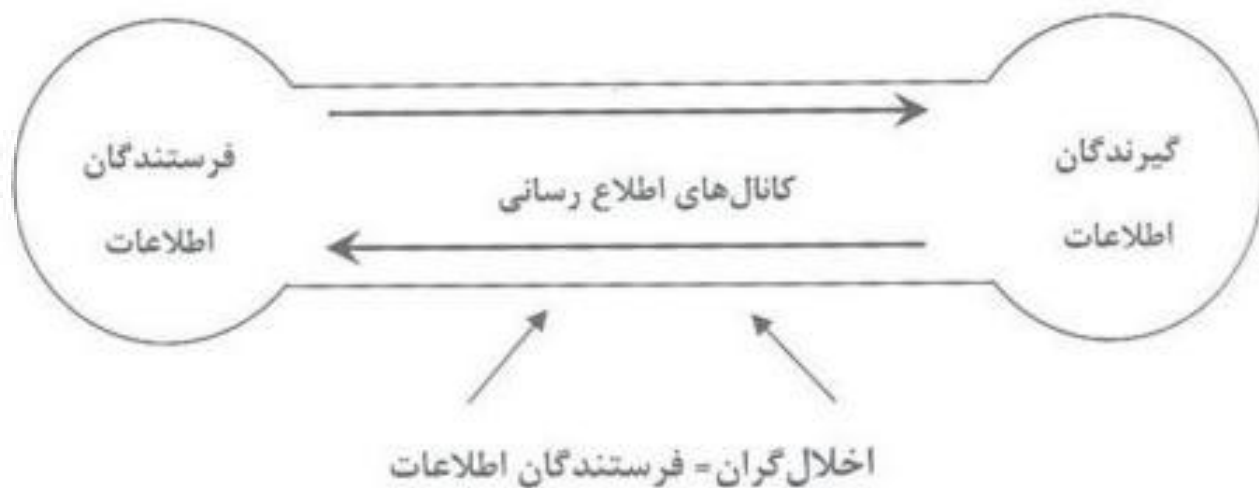 گیرندگان
اطلاعات
کانال‌های اطلاع رسانی
فرستندگان
اطلاعات
اخلال‌گران= فرستندگان اطلاعات